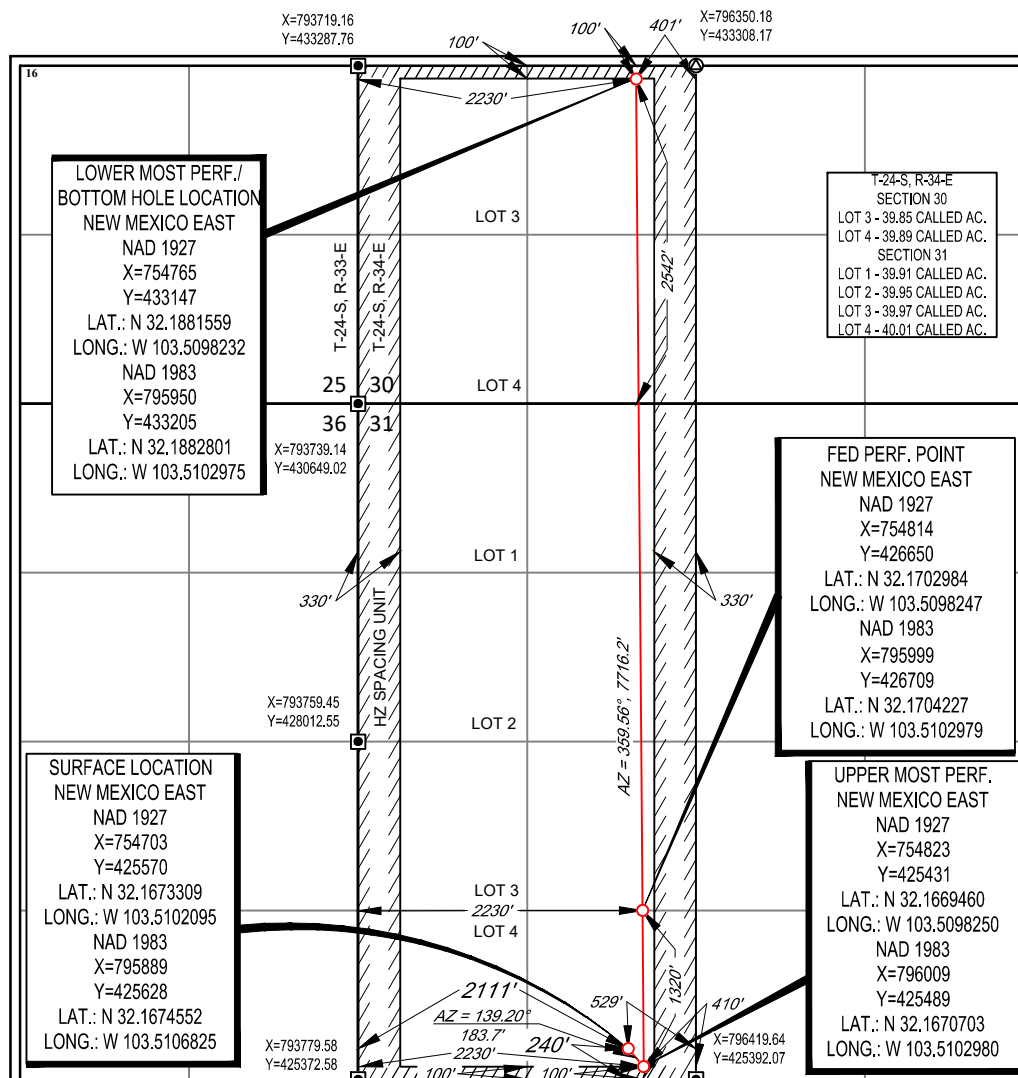 X=793719.16
Y=433287.76
100'
100'
401'
X=796350.18
Y=433308.17
16
2230'
LOWER MOST PERF./
BOTTOM HOLE LOCATION
NEW MEXICO EAST
NAD 1927
X=754765
Y=433147
LAT.: N 32.1881559
LONG.: W 103.5098232
NAD 1983
X=795950
Y=433205
LAT.: N 32.1882801
LONG.: W 103.5102975
T-24-S, R-33-E
T-24-S, R-34-E
LOT 3
2542'
T-24-S, R-34-E
SECTION 30
LOT 3 - 39.85 CALLED AC.
LOT 4 - 39.89 CALLED AC.
SECTION 31
LOT 1 - 39.91 CALLED AC.
LOT 2 - 39.95 CALLED AC.
LOT 3 - 39.97 CALLED AC.
LOT 4 - 40.01 CALLED AC.
25 30
LOT 4
36 31
X=793739.14
Y=430649.02
FED PERF. POINT
NEW MEXICO EAST
NAD 1927
X=754814
Y=426650
LAT.: N 32.1702984
LONG.: W 103.5098247
NAD 1983
X=795999
Y=426709
LAT.: N 32.1704227
LONG.: W 103.5102979
LOT 1
330'
330'
HZ SPACING UNIT
AZ = 359.56°, 7716.2'
X=793759.45
Y=428012.55
LOT 2
SURFACE LOCATION
NEW MEXICO EAST
NAD 1927
X=754703
Y=425570
LAT.: N 32.1673309
LONG.: W 103.5102095
NAD 1983
X=795889
Y=425628
LAT.: N 32.1674552
LONG.: W 103.5106825
UPPER MOST PERF.
NEW MEXICO EAST
NAD 1927
X=754823
Y=425431
LAT.: N 32.1669460
LONG.: W 103.5098250
NAD 1983
X=796009
Y=425489
LAT.: N 32.1670703
LONG.: W 103.5102980
LOT 3
2230'
LOT 4
1320'
2111'
529'
410'
AZ = 139.20°
183.7'
240'
X=793779.58
Y=425372.58
2230'
X=796419.64
Y=425392.07
100'
100'